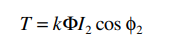 T = kΦI₂ cos ϕ₂